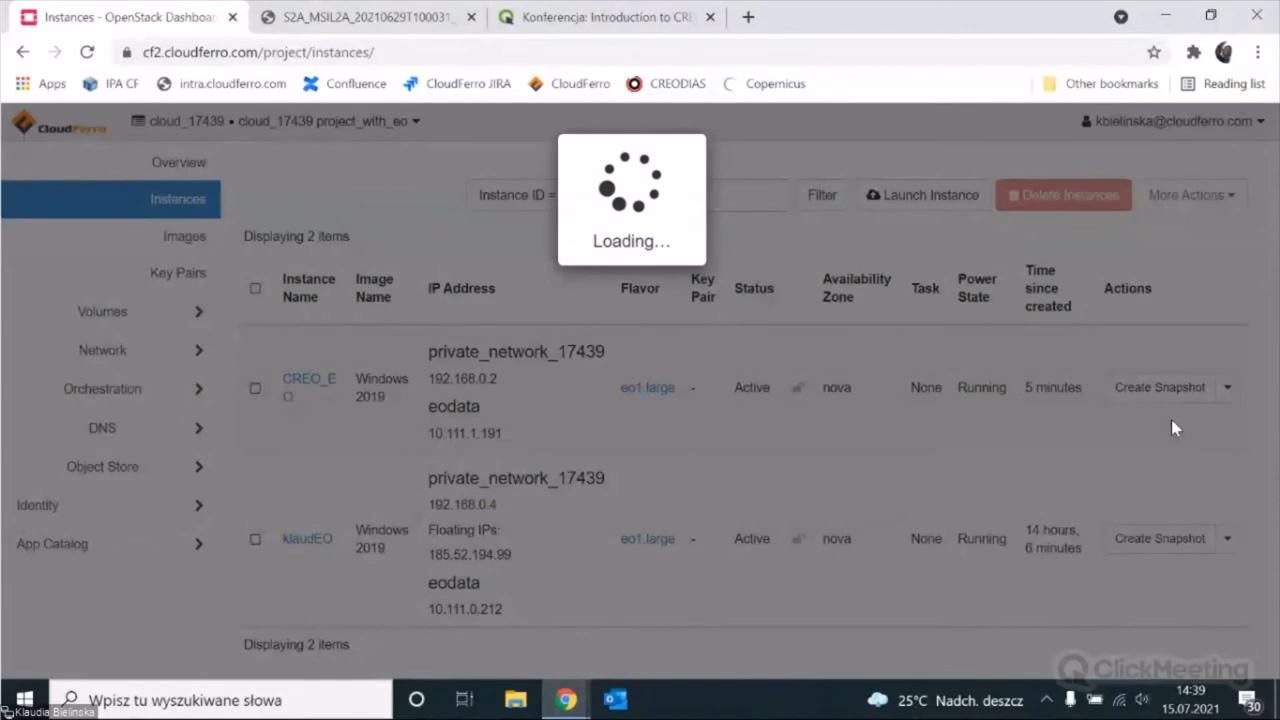 Instances - OpenStack Dashboar
S2A_MSIL2A_20210629T100031_
Konferencja: Introduction to CRE
cf2.cloudferro.com/project/instances/
Apps
IPA CF
intra.cloudferro.com
Confluence
CloudFerro JIRA
CloudFerro
CREODIAS
Copernicus
Other bookmarks
Reading list
CloudFerro
cloud_17439 • cloud_17439 project_with_eo
kbielinska@cloudferro.com
Overview
Instances
Images
Key Pairs
Volumes
Network
Orchestration
DNS
Object Store
Identity
App Catalog
Instance ID =
Filter
Launch Instance
Delete Instances
More Actions
Loading...
Displaying 2 items
Instance Name
Image Name
IP Address
Flavor
Key Pair
Status
Availability Zone
Task
Power State
Time since created
Actions
CREO_E
O
Windows
2019
private_network_17439
192.168.0.2
eodata
10.111.1.191
eo1.large
-
Active
nova
None
Running
5 minutes
Create Snapshot
klaudEO
Windows
2019
private_network_17439
192.168.0.4
Floating IPs:
185.52.194.99
eodata
10.111.0.212
eo1.large
-
Active
nova
None
Running
14 hours,
6 minutes
Create Snapshot
Displaying 2 items
ClickMeeting
Wpisz tu wyszukiwane słowa
25°C Nadch. deszcz
14:39
15.07.2021
30
Klaudia Bielinska